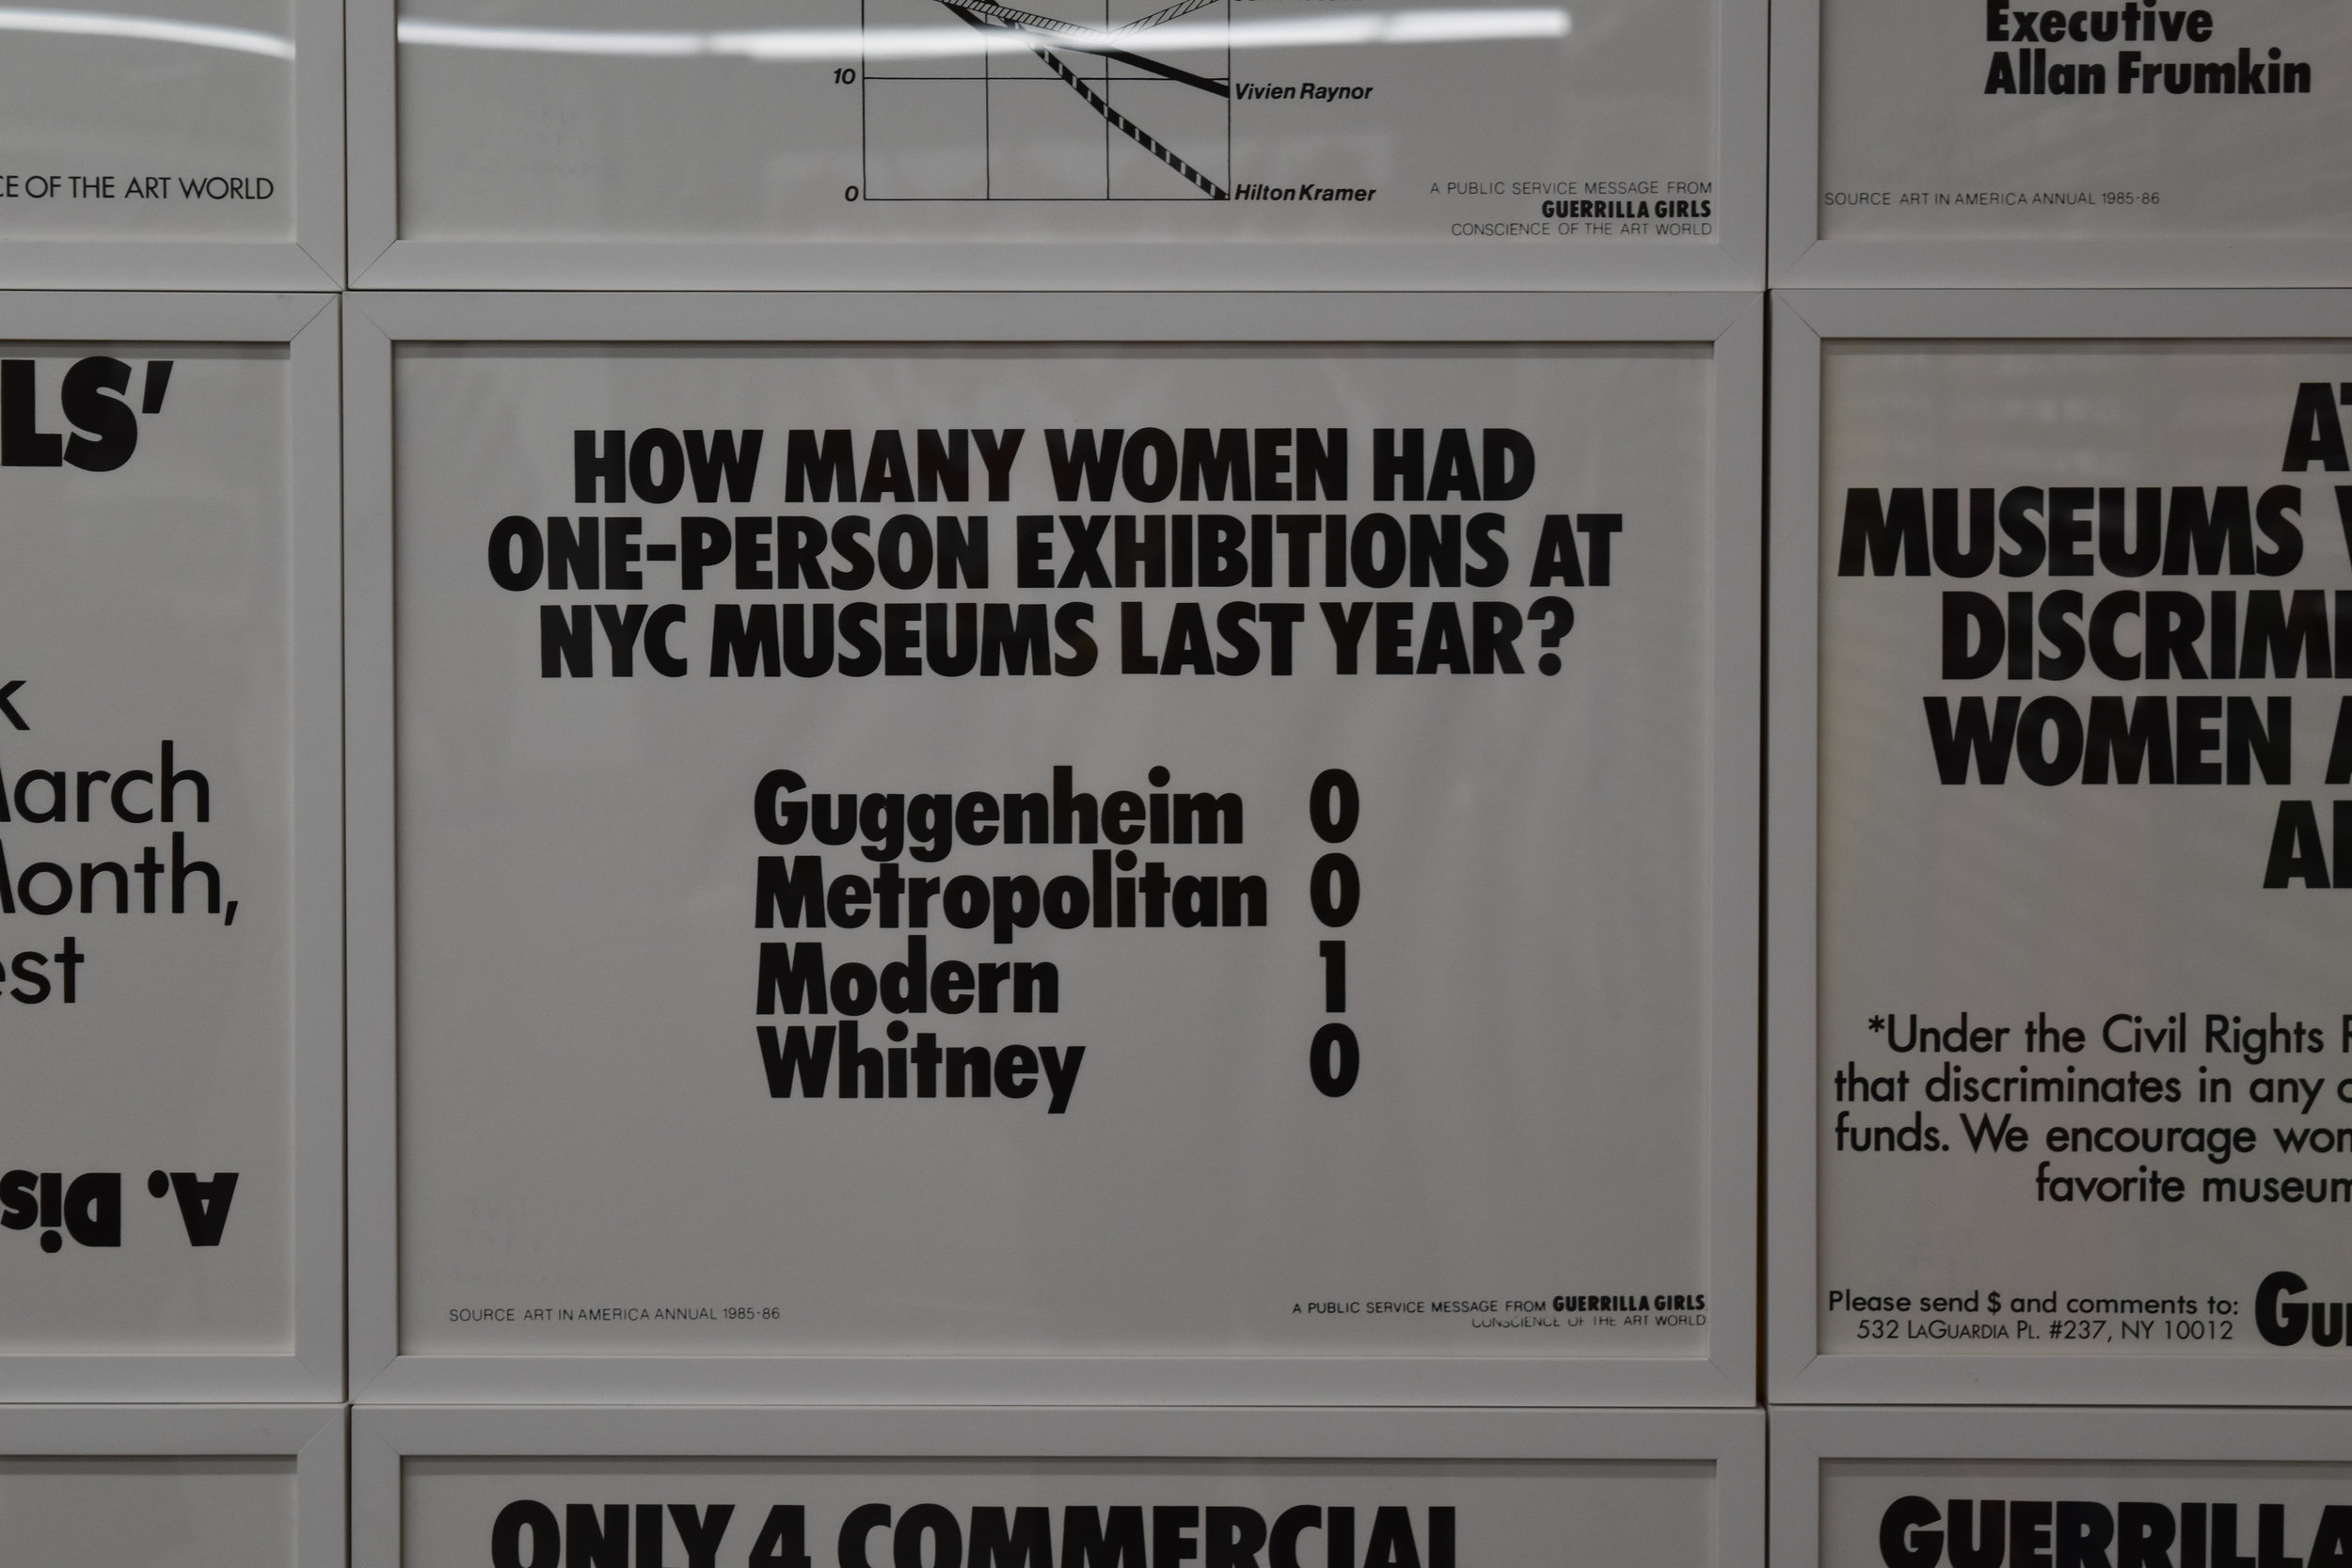 10
Vivien Raynor
0
Hilton Kramer
A PUBLIC SERVICE MESSAGE FROM
GUERRILLA GIRLS
CONSCIENCE OF THE ART WORLD
OF THE ART WORLD
Executive
Allan Frumkin
SOURCE ART IN AMERICA ANNUAL 1985-86
HOW MANY WOMEN HAD
ONE-PERSON EXHIBITIONS AT
NYC MUSEUMS LAST YEAR?
Guggenheim 0
Metropolitan 0
Modern 1
Whitney 0
SOURCE ART IN AMERICA ANNUAL 1985-86
A PUBLIC SERVICE MESSAGE FROM GUERRILLA GIRLS
CONSCIENCE OF THE ART WORLD
LS'
k
arch
onth,
est
A. Dis
MUSEUMS
DISCRIM
WOMEN
*Under the Civil Rights
that discriminates in any
funds. We encourage
favorite museum
Please send $ and comments to:
532 LAGUARDIA PL. #237, NY 10012
ONLY 4 COMMERCIAL
GUERRILLA